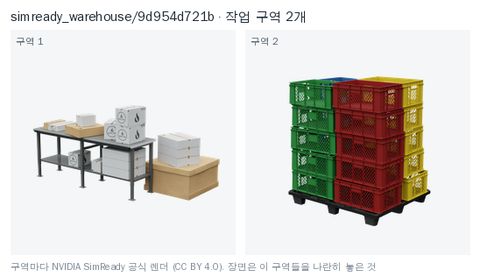 simready_warehouse/9d954d721b · 작업 구역 2개
구역 1
구역 2
구역마다 NVIDIA SimReady 공식 렌더 (CC BY 4.0). 장면은 이 구역들을 나란히 놓은 것